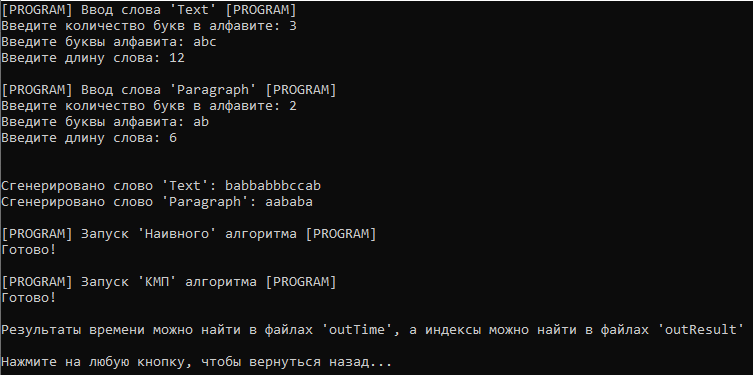 [PROGRAM] Ввод слова 'Text' [PROGRAM]
Введите количество букв в алфавите: 3
Введите буквы алфавита: abc
Введите длину слова: 12
[PROGRAM] Ввод слова 'Paragraph' [PROGRAM]
Введите количество букв в алфавите: 2
Введите буквы алфавита: ab
Введите длину слова: 6
Сгенерировано слово 'Text': babbabbbccab
Сгенерировано слово 'Paragraph': aababa
[PROGRAM] Запуск 'Наивного' алгоритма [PROGRAM]
Готово!
[PROGRAM] Запуск 'КМП' алгоритма [PROGRAM]
Готово!
Результаты времени можно найти в файлах 'outTime', а индексы можно найти в файлах 'outResult'
Нажмите на любую кнопку, чтобы вернуться назад...